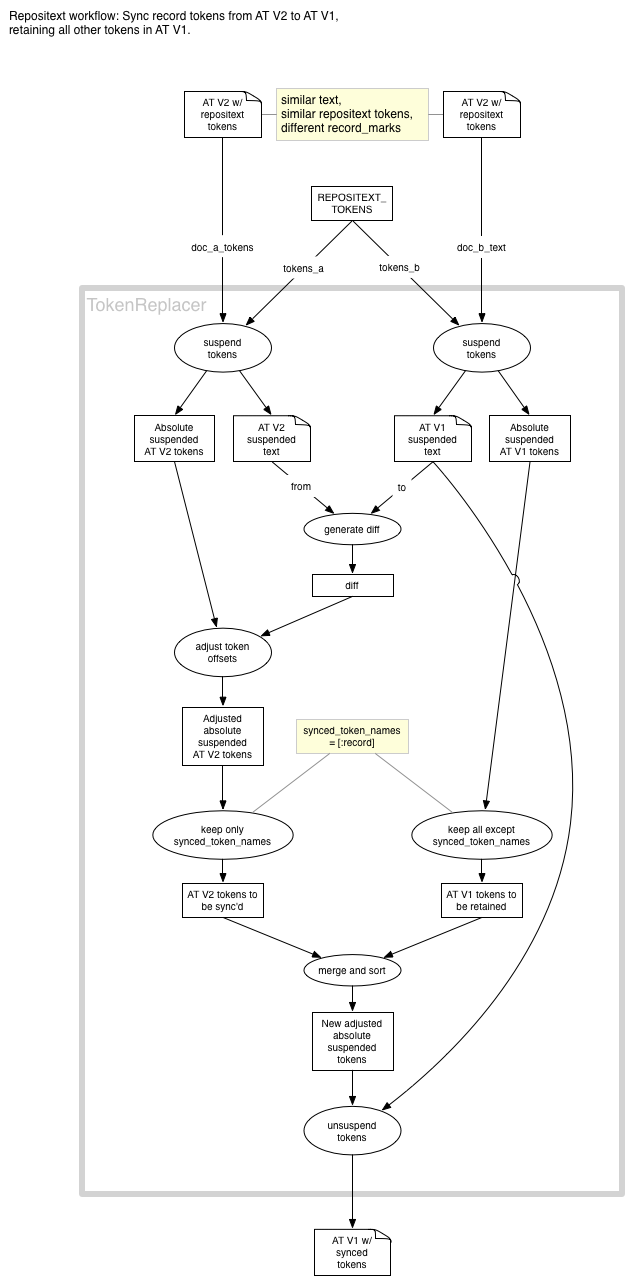 Repositext workflow: Sync record tokens from AT V2 to AT V1,
retaining all other tokens in AT V1.
AT V2 w/
repositext
tokens
similar text,
similar repositext tokens,
different record_marks
AT V2 w/
repositext
tokens
REPOSITEXT_
TOKENS
doc_a_tokens
doc_b_text
tokens_a
tokens_b
TokenReplacer
suspend
tokens
suspend
tokens
Absolute
suspended
AT V2 tokens
AT V2
suspended
text
AT V1
suspended
text
Absolute
suspended
AT V1 tokens
from
to
generate diff
diff
adjust token
offsets
Adjusted
absolute
suspended
AT V2 tokens
synced_token_names
= [:record]
keep only
synced_token_names
keep all except
synced_token_names
AT V2 tokens to
be sync'd
AT V1 tokens to
be retained
merge and sort
New adjusted
absolute
suspended
tokens
unsuspend
tokens
AT V1 w/
synced
tokens